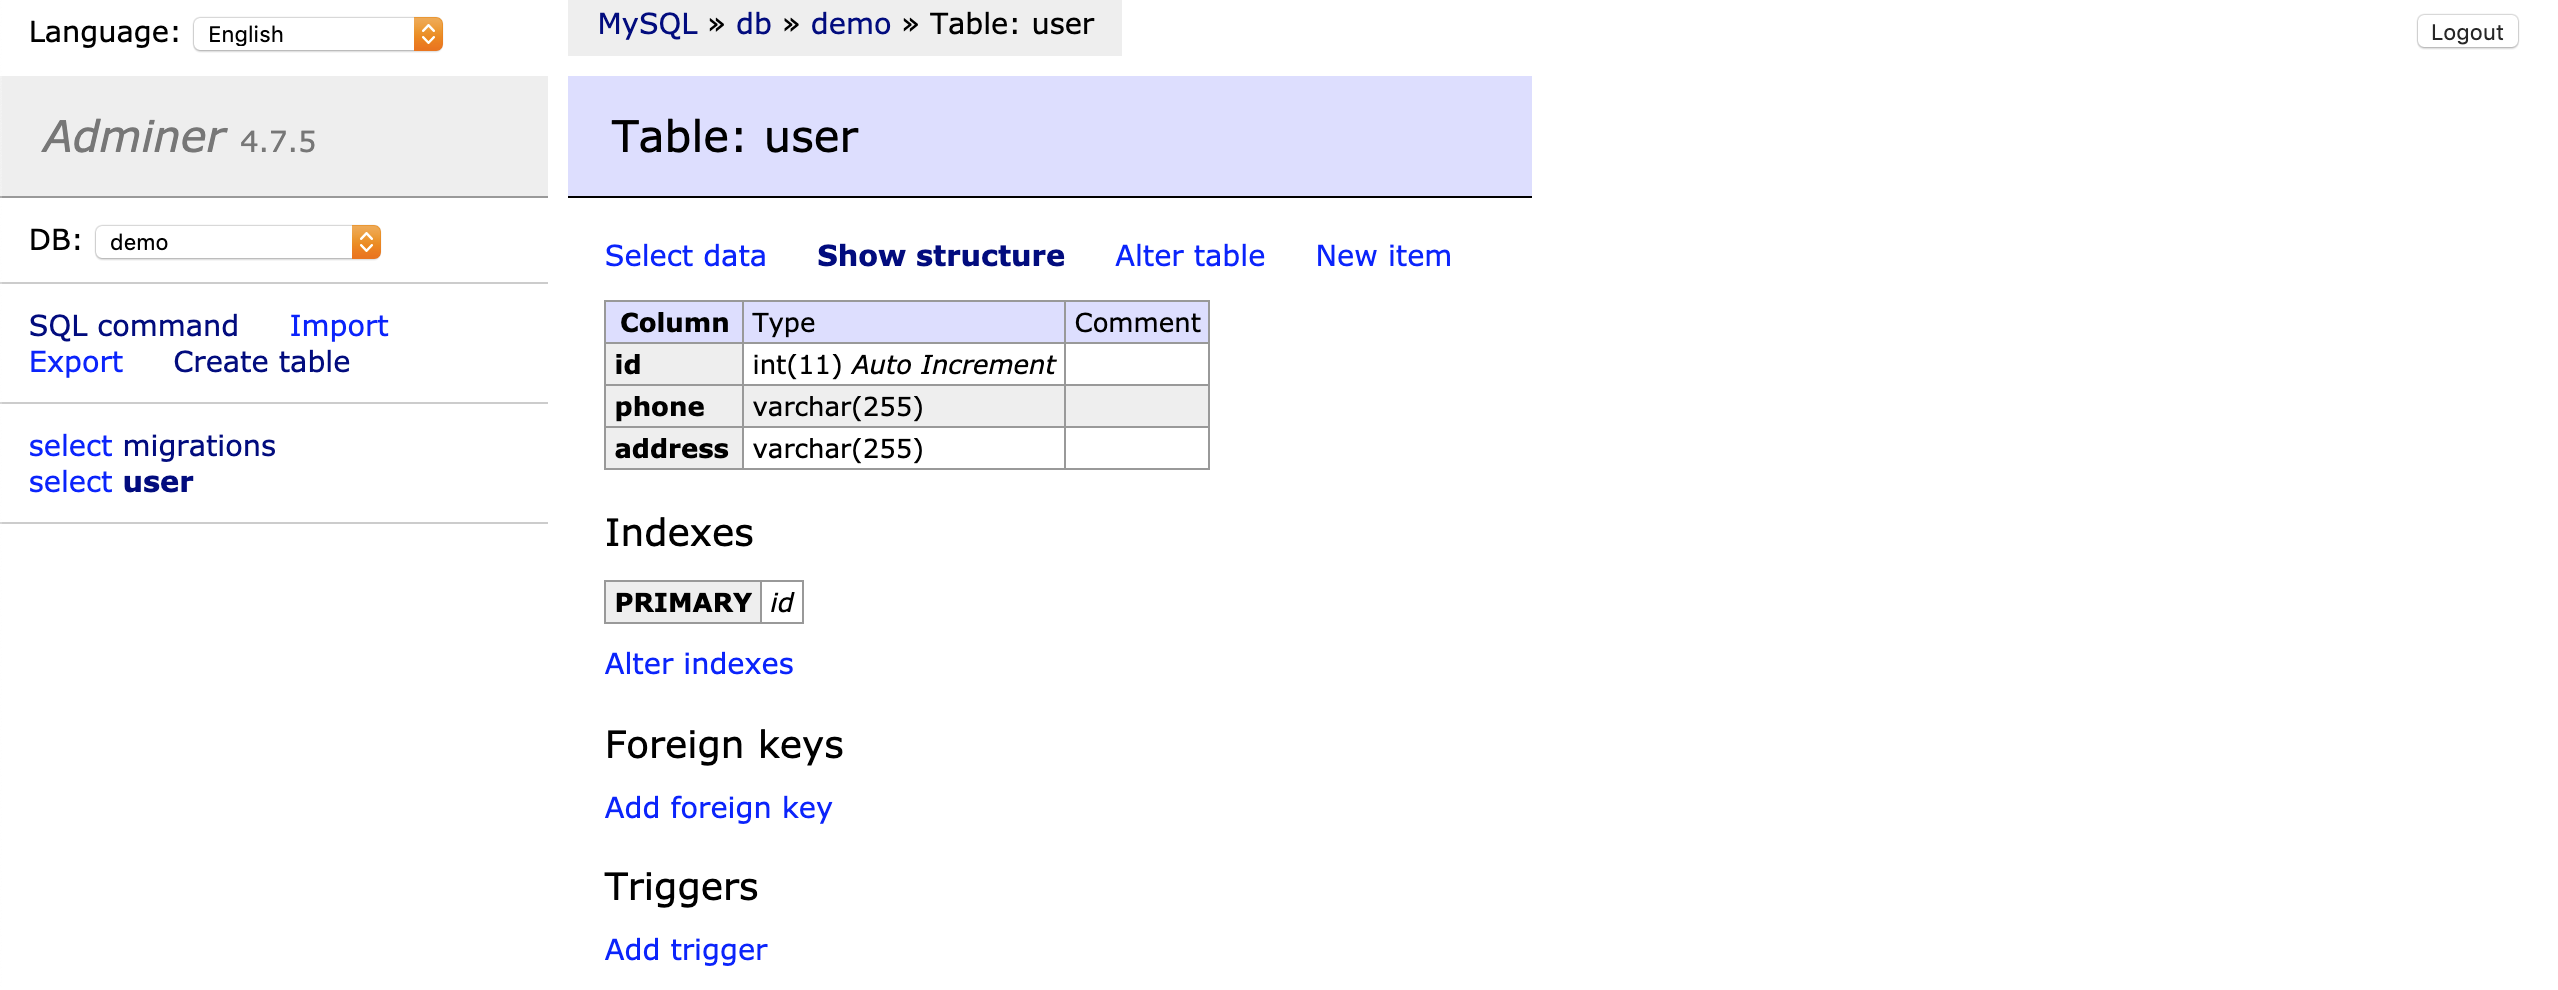 Language: English
MySQL » db » demo » Table: user
Logout
Adminer 4.7.5
DB: demo
SQL command Import
Export Create table
select migrations
select user
Table: user
Select data Show structure Alter table New item
Column Type Comment
id int(11) Auto Increment
phone varchar(255)
address varchar(255)
Indexes
PRIMARY id
Alter indexes
Foreign keys
Add foreign key
Triggers
Add trigger